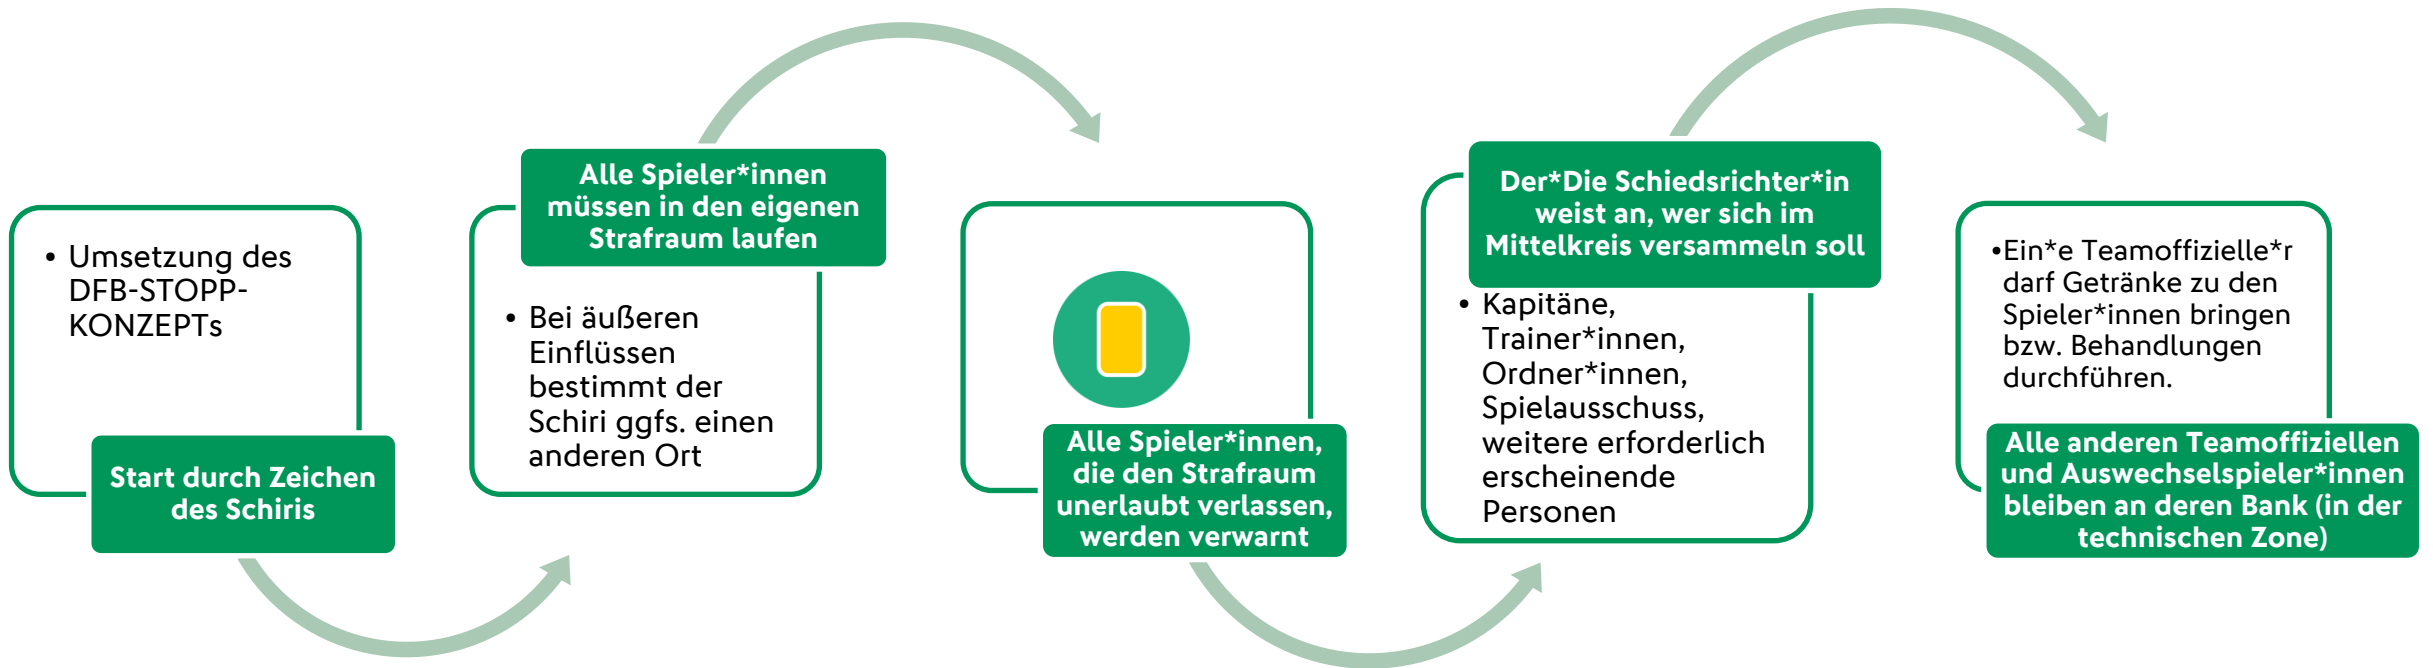 • Umsetzung des
DFB-STOPP-
KONZEPTs
Start durch Zeichen
des Schiris
Alle Spieler*innen
müssen in den eigenen
Strafraum laufen
• Bei äußeren
Einflüssen
bestimmt der
Schiri ggfs. einen
anderen Ort
Alle Spieler*innen,
die den Strafraum
unerlaubt verlassen,
werden verwarnt
Der*Die Schiedsrichter*in
weist an, wer sich im
Mittelkreis versammeln soll
• Kapitäne,
Trainer*innen,
Ordner*innen,
Spielausschuss,
weitere erforderlich
erscheinende
Personen
•Ein*e Teamoffizielle*r
darf Getränke zu den
Spieler*innen bringen
bzw. Behandlungen
durchführen.
Alle anderen Teamoffiziellen
und Auswechselspieler*innen
bleiben an deren Bank (in der
technischen Zone)